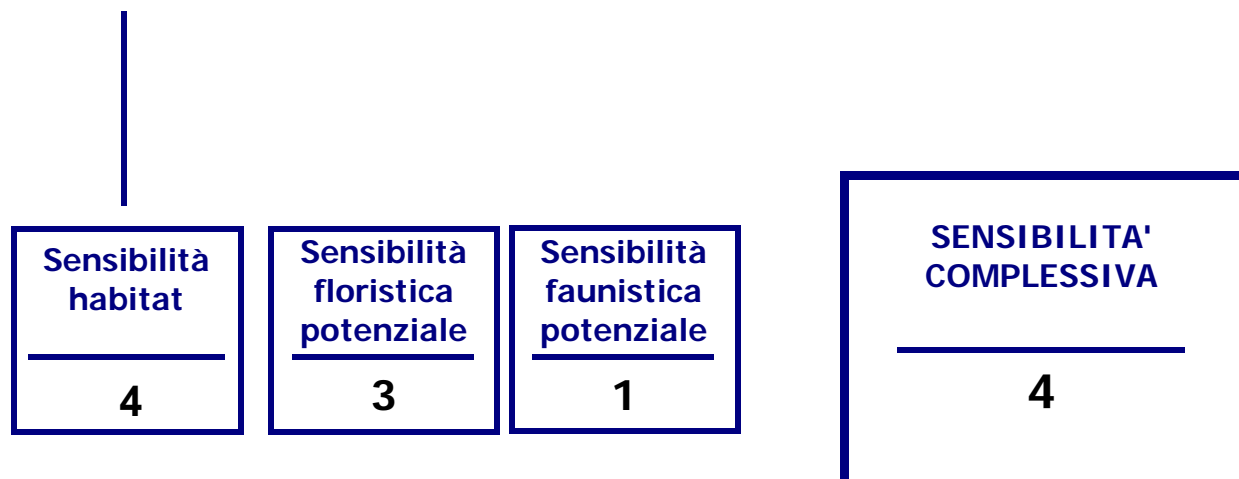 Sensibilità
habitat
4
Sensibilità
floristica
potenziale
3
Sensibilità
faunistica
potenziale
1
SENSIBILITA'
COMPLESSIVA
4